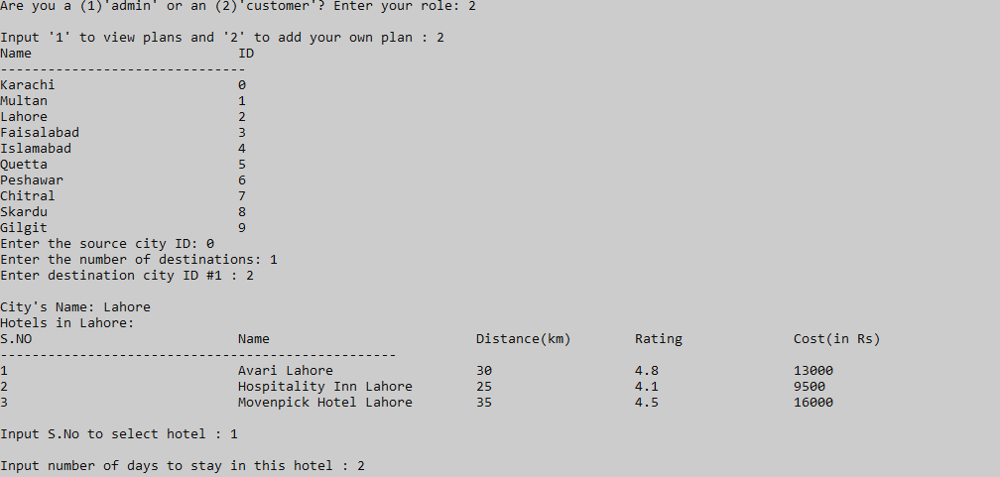 Are you a (1)'admin' or an (2)'customer'? Enter your role: 2
Input '1' to view plans and '2' to add your own plan : 2
Name ID
-------------------------------
Karachi 0
Multan 1
Lahore 2
Faisalabad 3
Islamabad 4
Quetta 5
Peshawar 6
Chitral 7
Skardu 8
Gilgit 9
Enter the source city ID: 0
Enter the number of destinations: 1
Enter destination city ID #1 : 2
City's Name: Lahore
Hotels in Lahore:
S.NO Name Distance(km) Rating Cost(in Rs)
--------------------------------------------------
1 Avari Lahore 30 4.8 13000
2 Hospitality Inn Lahore 25 4.1 9500
3 Movenpick Hotel Lahore 35 4.5 16000
Input S.No to select hotel : 1
Input number of days to stay in this hotel : 2